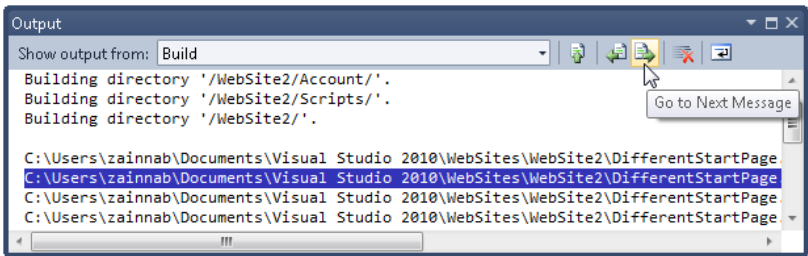 Output
Show output from: Build
Building directory '/WebSite2/Account/'.
Building directory '/WebSite2/Scripts/'.
Building directory '/WebSite2/'.
Go to Next Message
C:\Users\zainnab\Documents\Visual Studio 2010\WebSites\WebSite2\DifferentStartPage.
C:\Users\zainnab\Documents\Visual Studio 2010\WebSites\WebSite2\DifferentStartPage
C:\Users\zainnab\Documents\Visual Studio 2010\WebSites\WebSite2\DifferentStartPage.
C:\Users\zainnab\Documents\Visual Studio 2010\WebSites\WebSite2\DifferentStartPage.